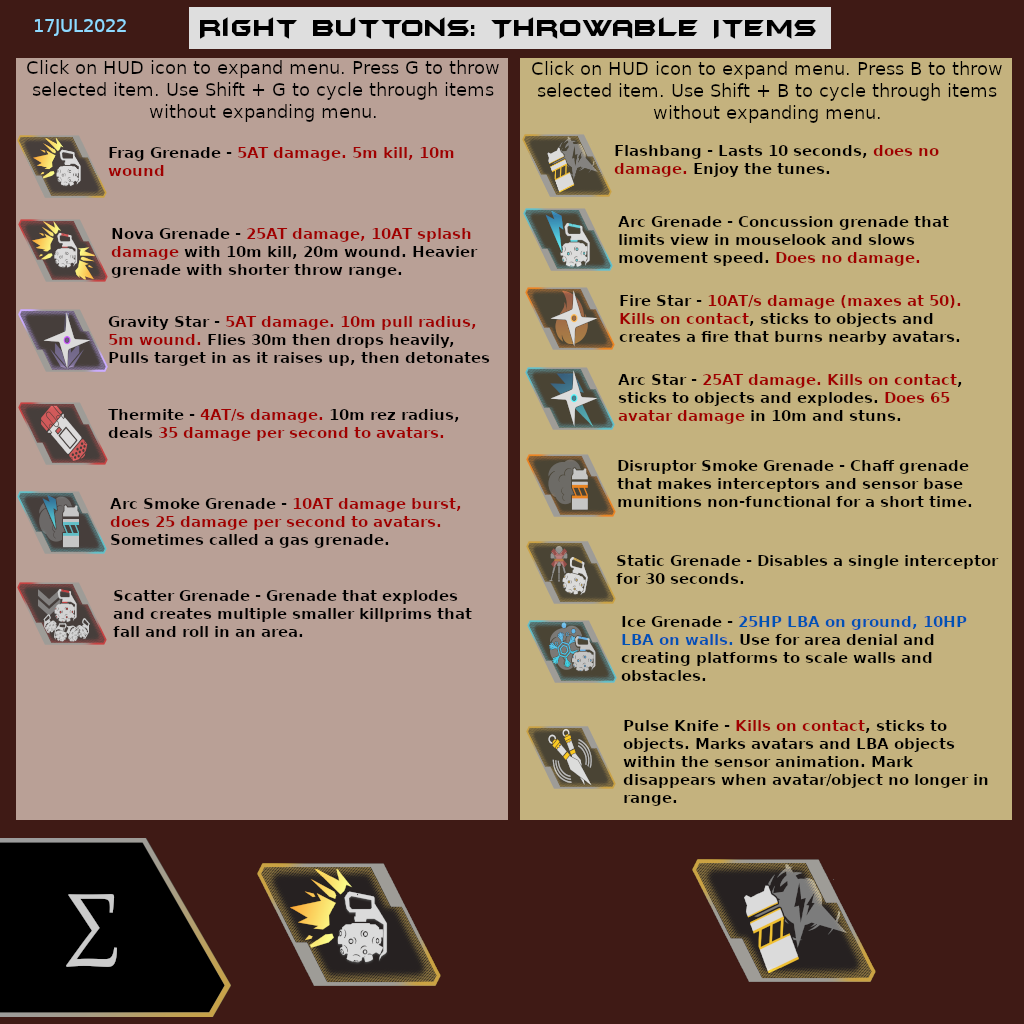 17JUL2022
RIGHT BUTTONS: THROWABLE ITEMS
Click on HUD icon to expand menu. Press G to throw
selected item. Use Shift + G to cycle through items
without expanding menu.
Frag Grenade - 5AT damage. 5m kill, 10m
wound
Nova Grenade - 25AT damage, 10AT splash
damage with 10m kill, 20m wound. Heavier
grenade with shorter throw range.
Gravity Star - 5AT damage. 10m pull radius,
5m wound. Flies 30m then drops heavily,
Pulls target in as it raises up, then detonates
Thermite - 4AT/s damage. 10m rez radius,
deals 35 damage per second to avatars.
Arc Smoke Grenade - 10AT damage burst,
does 25 damage per second to avatars.
Sometimes called a gas grenade.
Scatter Grenade - Grenade that explodes
and creates multiple smaller killprims that
fall and roll in an area.
Click on HUD icon to expand menu. Press B to throw
selected item. Use Shift + B to cycle through items
without expanding menu.
Flashbang - Lasts 10 seconds, does no
damage. Enjoy the tunes.
Arc Grenade - Concussion grenade that
limits view in mouselook and slows
movement speed. Does no damage.
Fire Star - 10AT/s damage (maxes at 50).
Kills on contact, sticks to objects and
creates a fire that burns nearby avatars.
Arc Star - 25AT damage. Kills on contact,
sticks to objects and explodes. Does 65
avatar damage in 10m and stuns.
Disruptor Smoke Grenade - Chaff grenade
that makes interceptors and sensor base
munitions non-functional for a short time.
Static Grenade - Disables a single interceptor
for 30 seconds.
Ice Grenade - 25HP LBA on ground, 10HP
LBA on walls. Use for area denial and
creating platforms to scale walls and
obstacles.
Pulse Knife - Kills on contact, sticks to
objects. Marks avatars and LBA objects
within the sensor animation. Mark
disappears when avatar/object no longer in
range.
Σ